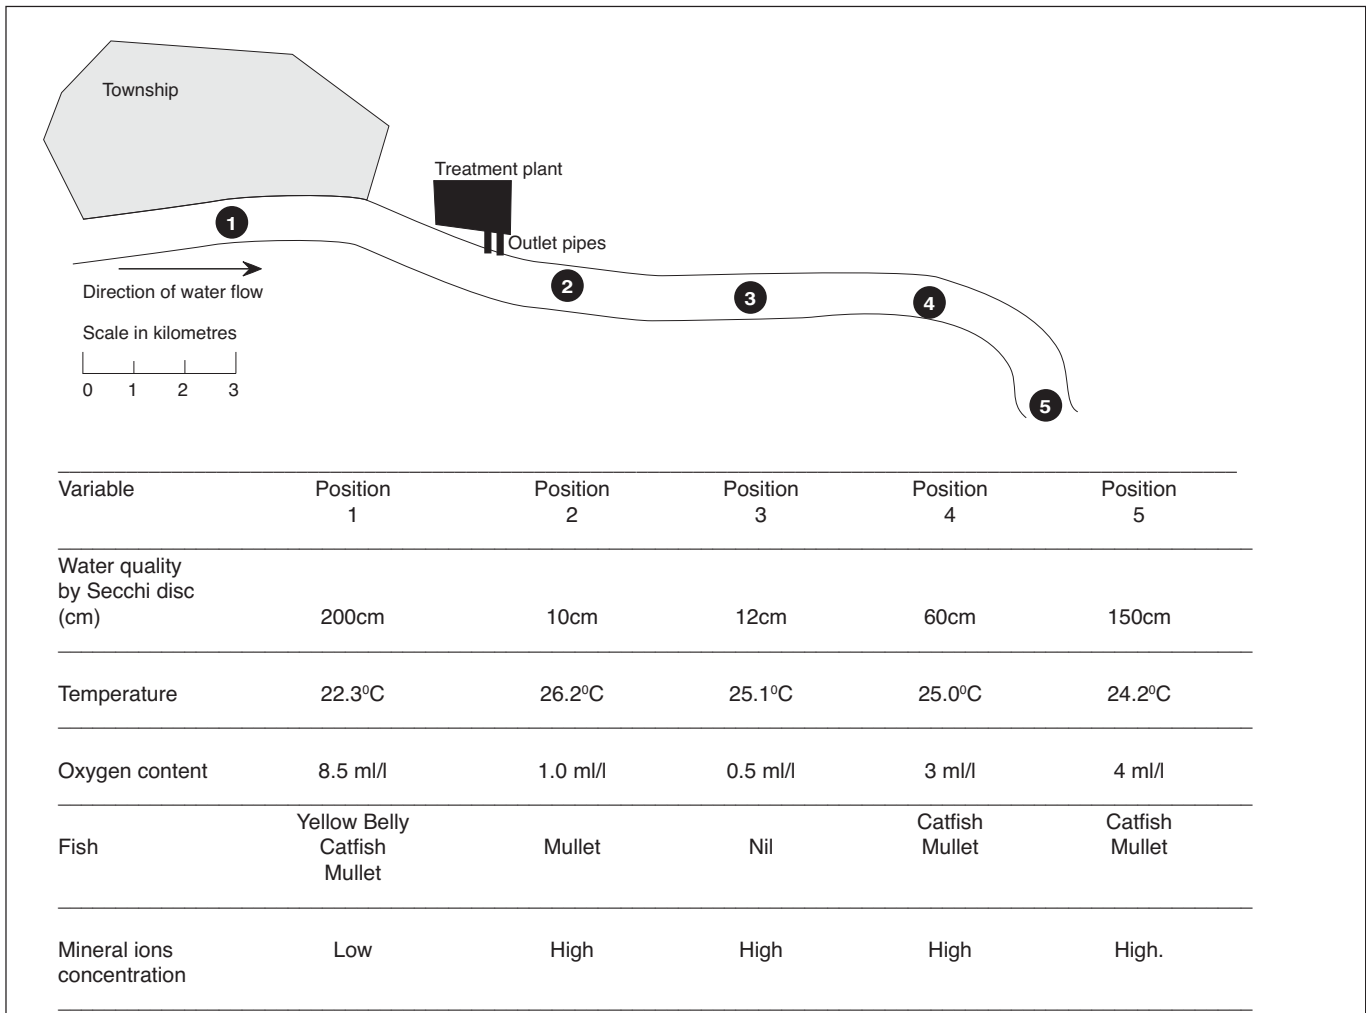 Township
Treatment plant
Outlet pipes
1
2
3
4
5
Direction of water flow
Scale in kilometres
0 1 2 3
Variable Position Position Position Position Position
1 2 3 4 5
Water quality
by Secchi disc
(cm) 200cm 10cm 12cm 60cm 150cm
Temperature 22.3⁰C 26.2⁰C 25.1⁰C 25.0⁰C 24.2⁰C
Oxygen content 8.5 ml/l 1.0 ml/l 0.5 ml/l 3 ml/l 4 ml/l
Yellow Belly Catfish Catfish
Fish Catfish Mullet Nil Mullet Mullet
Mullet
Mineral ions Low High High High High.
concentration